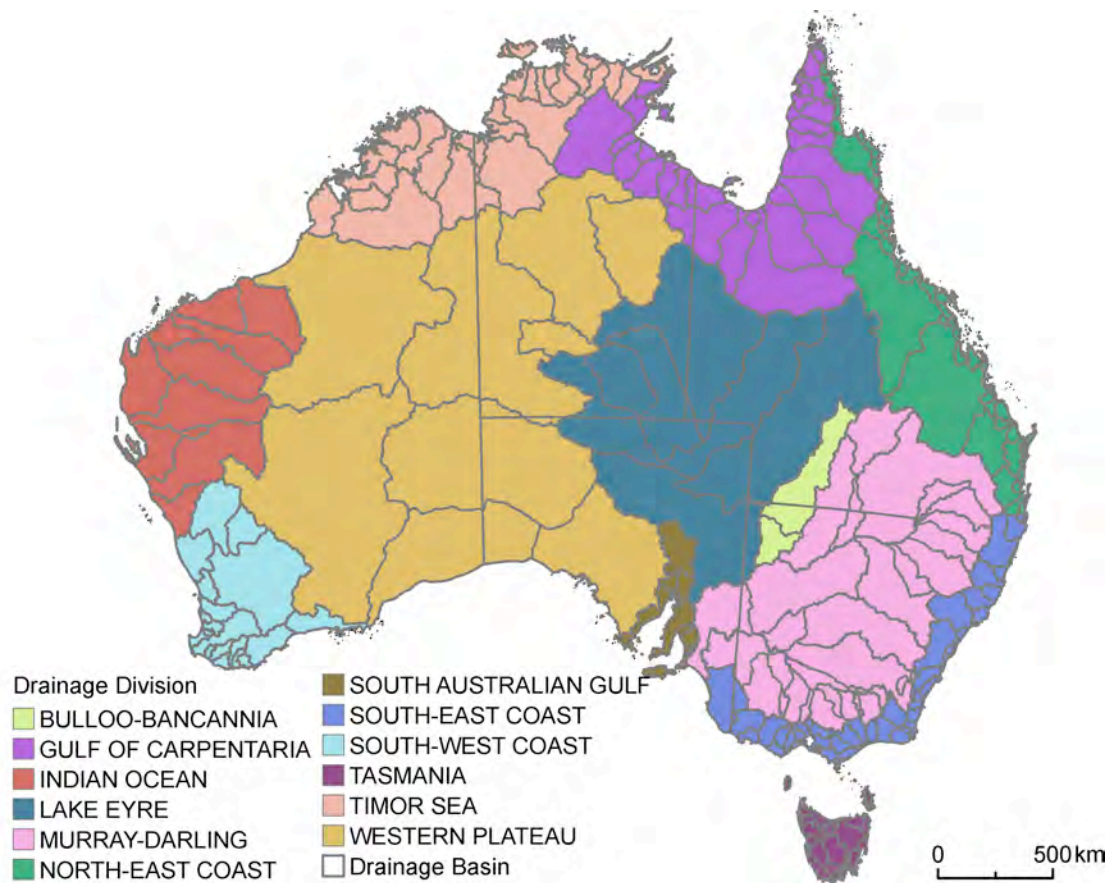 Drainage Division
BULLOO-BANCANNIA
GULF OF CARPENTARIA
INDIAN OCEAN
LAKE EYRE
MURRAY-DARLING
NORTH-EAST COAST
SOUTH AUSTRALIAN GULF
SOUTH-EAST COAST
SOUTH-WEST COAST
TASMANIA
TIMOR SEA
WESTERN PLATEAU
Drainage Basin
0 500 km